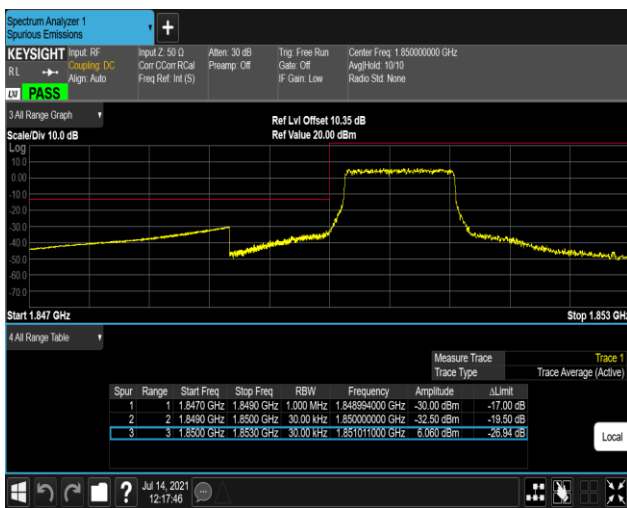 Spectrum Analyzer 1
Spurious Emissions
KEYSIGHT Input: RF Input Z: 50 Ω Atten: 30 dB Trig: Free Run Center Freq: 1.850000000 GHz
Coupling: DC Corr CCorr RCal Preamp: Off Gate: Off Avg|Hold: 10/10
RL Align: Auto Freq Ref: Int (S) IF Gain: Low Radio Std: None
LXI PASS
3 All Range Graph
Ref Lvl Offset 10.35 dB
Scale/Div 10.0 dB Ref Value 20.00 dBm
Log
10.0
0.00
-10.0
-20.0
-30.0
-40.0
-50.0
-60.0
-70.0
Start 1.847 GHz Stop 1.853 GHz
4 All Range Table
Measure Trace Trace 1
Trace Type Trace Average (Active)
Spur Range Start Freq Stop Freq RBW Frequency Amplitude ΔLimit
1 1 1.8470 GHz 1.8490 GHz 1.000 MHz 1.848994000 GHz -30.00 dBm -17.00 dB
2 2 1.8490 GHz 1.8500 GHz 30.00 kHz 1.850000000 GHz -32.50 dBm -19.50 dB
3 3 1.8500 GHz 1.8530 GHz 30.00 kHz 1.851011000 GHz 6.060 dBm -26.94 dB
Local
? Jul 14, 2021
12:17:46